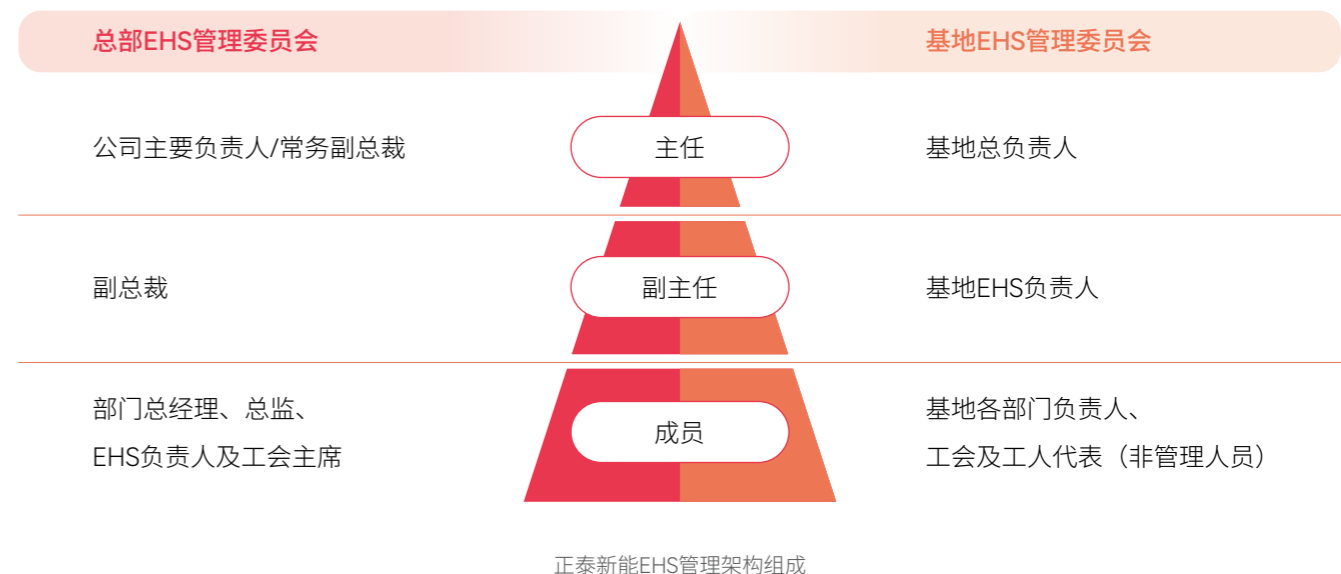 总部EHS管理委员会
基地EHS管理委员会
公司主要负责人/常务副总裁
主任
基地总负责人
副总裁
副主任
基地EHS负责人
部门总经理、总监、
EHS负责人及工会主席
成员
基地各部门负责人、
工会及工人代表（非管理人员）
正泰新能EHS管理架构组成